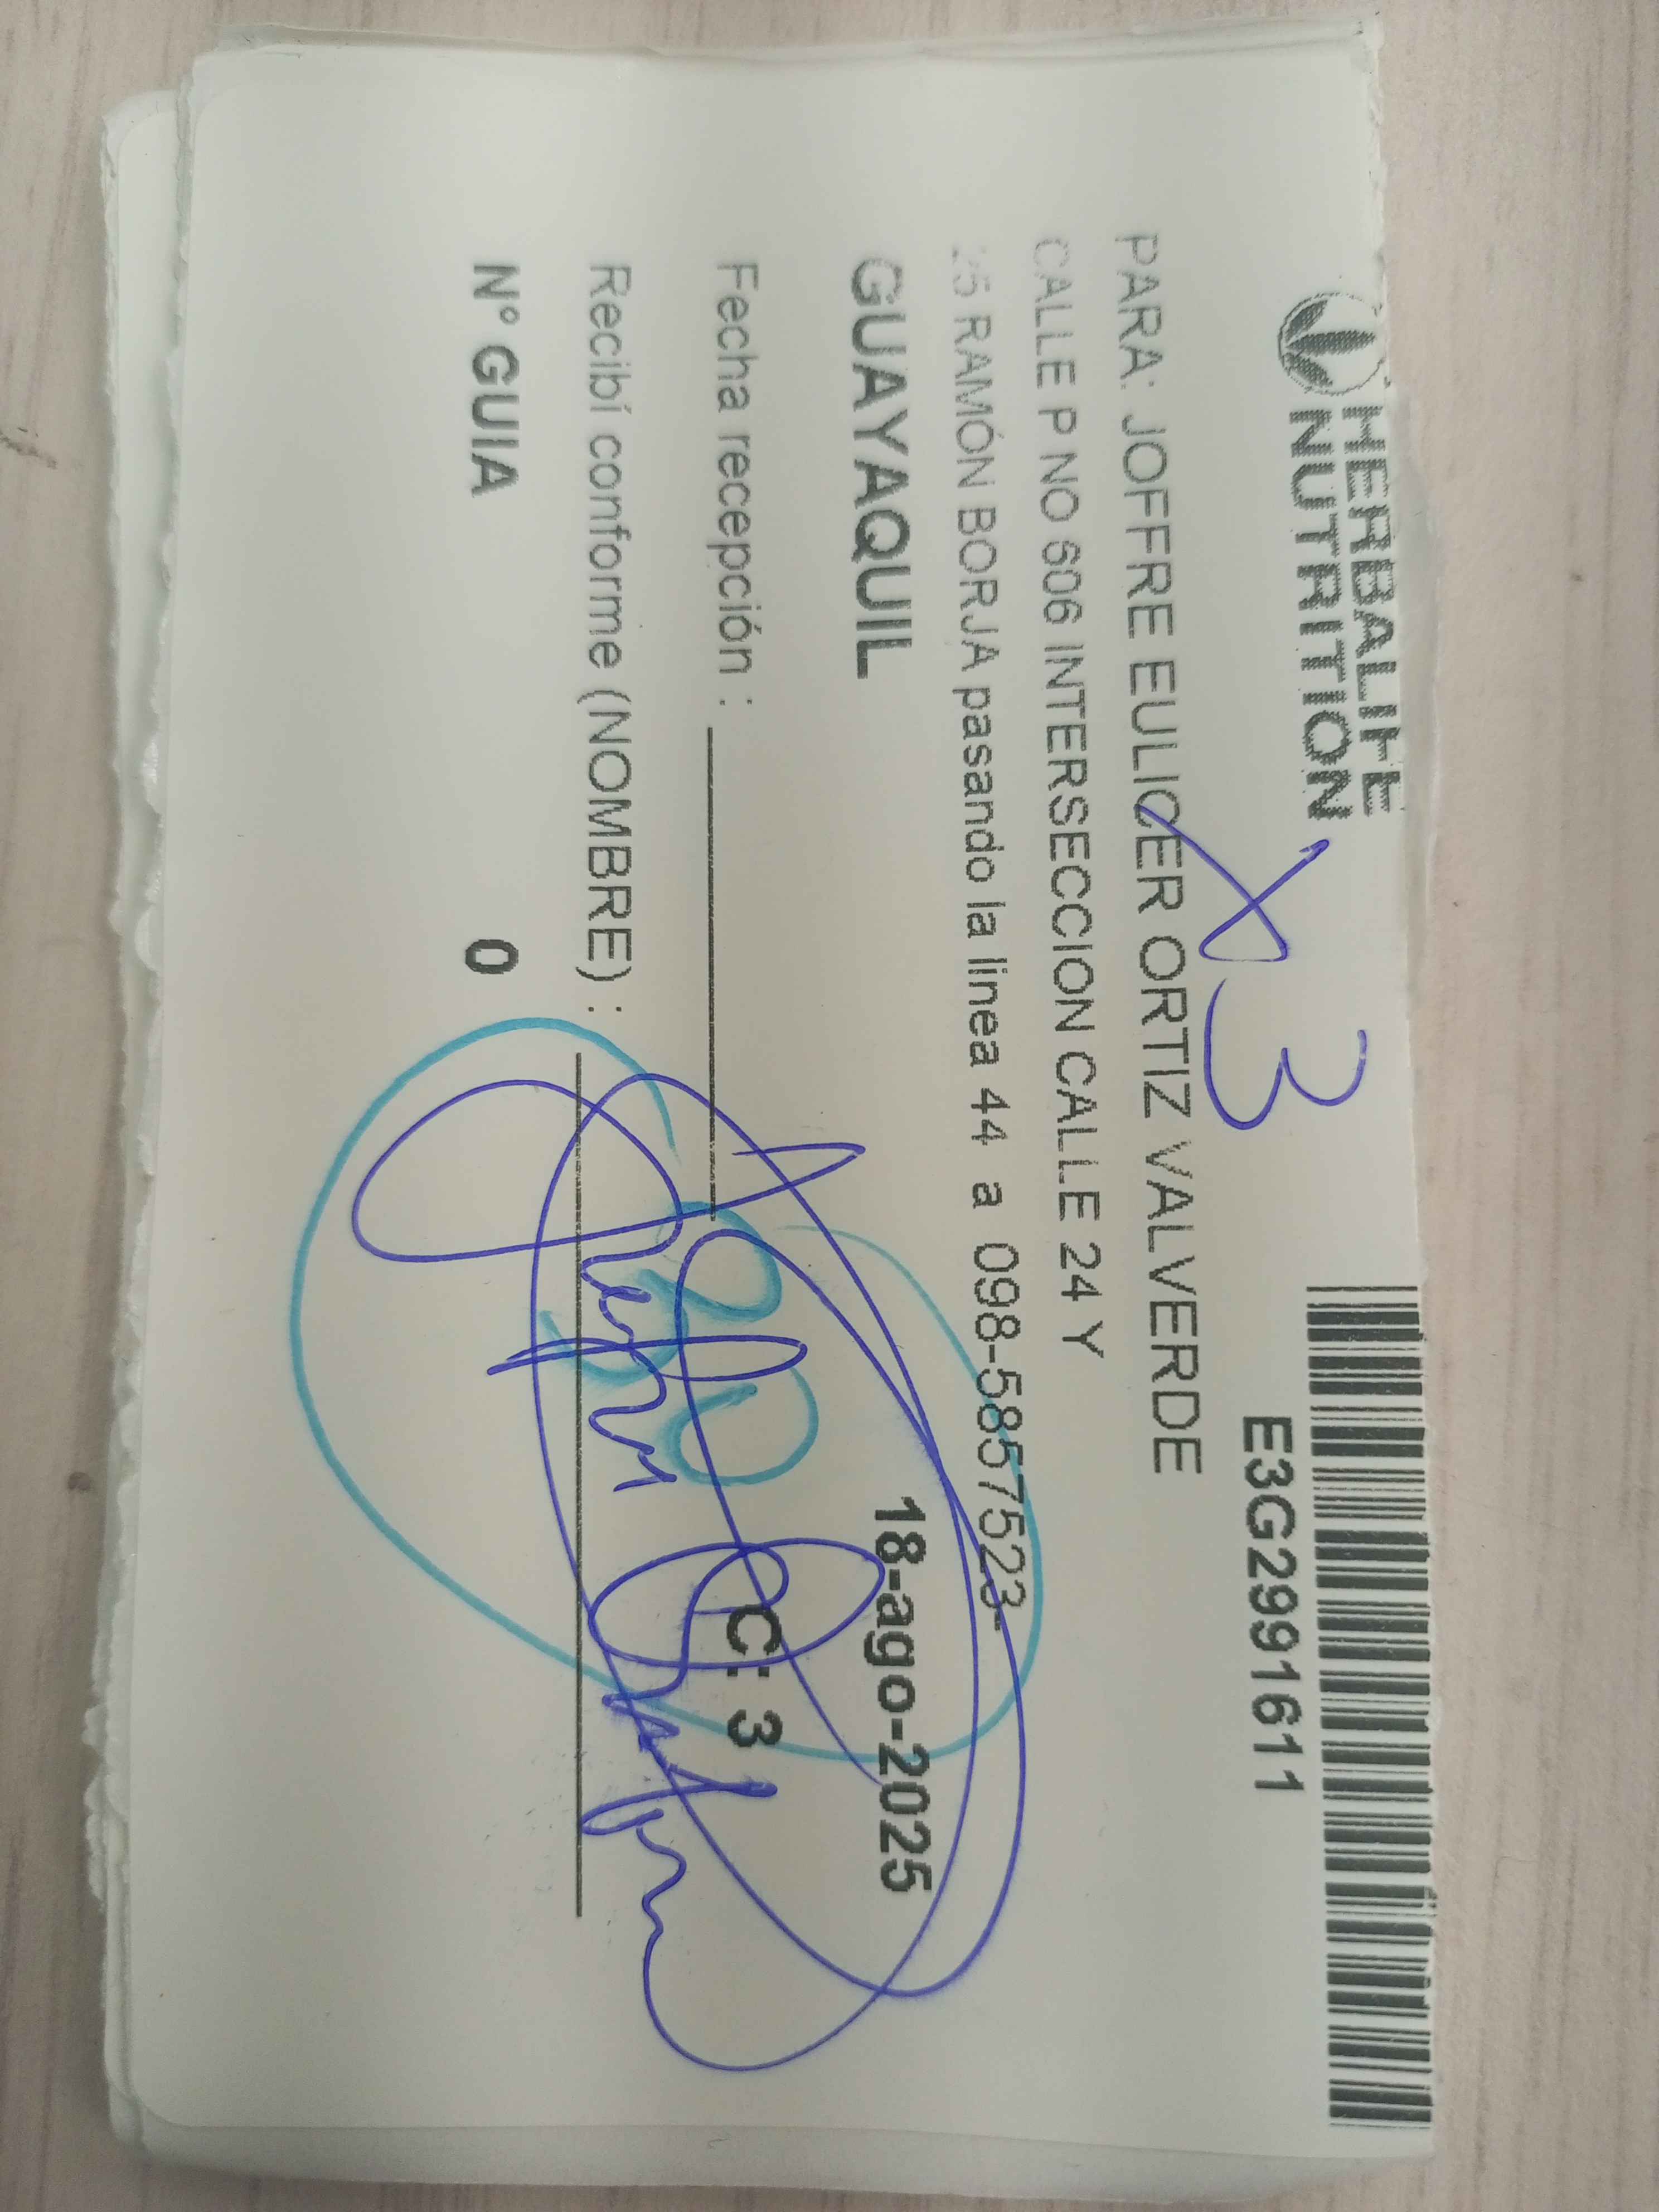 HERBALIFE
NUTRITION
x3
E3G2991611
PARA: JOFFRE EULICER ORTIZ VALVERDE
CALLE P NO 606 INTERSECCION CALLE 24 Y
25 RAMÓN BORJA pasando la linea 44 a 098-5857523-
GUAYAQUIL
18-ago-2025
Fecha recepción :
C: 3
Recibí conforme (NOMBRE) :
N° GUIA 0